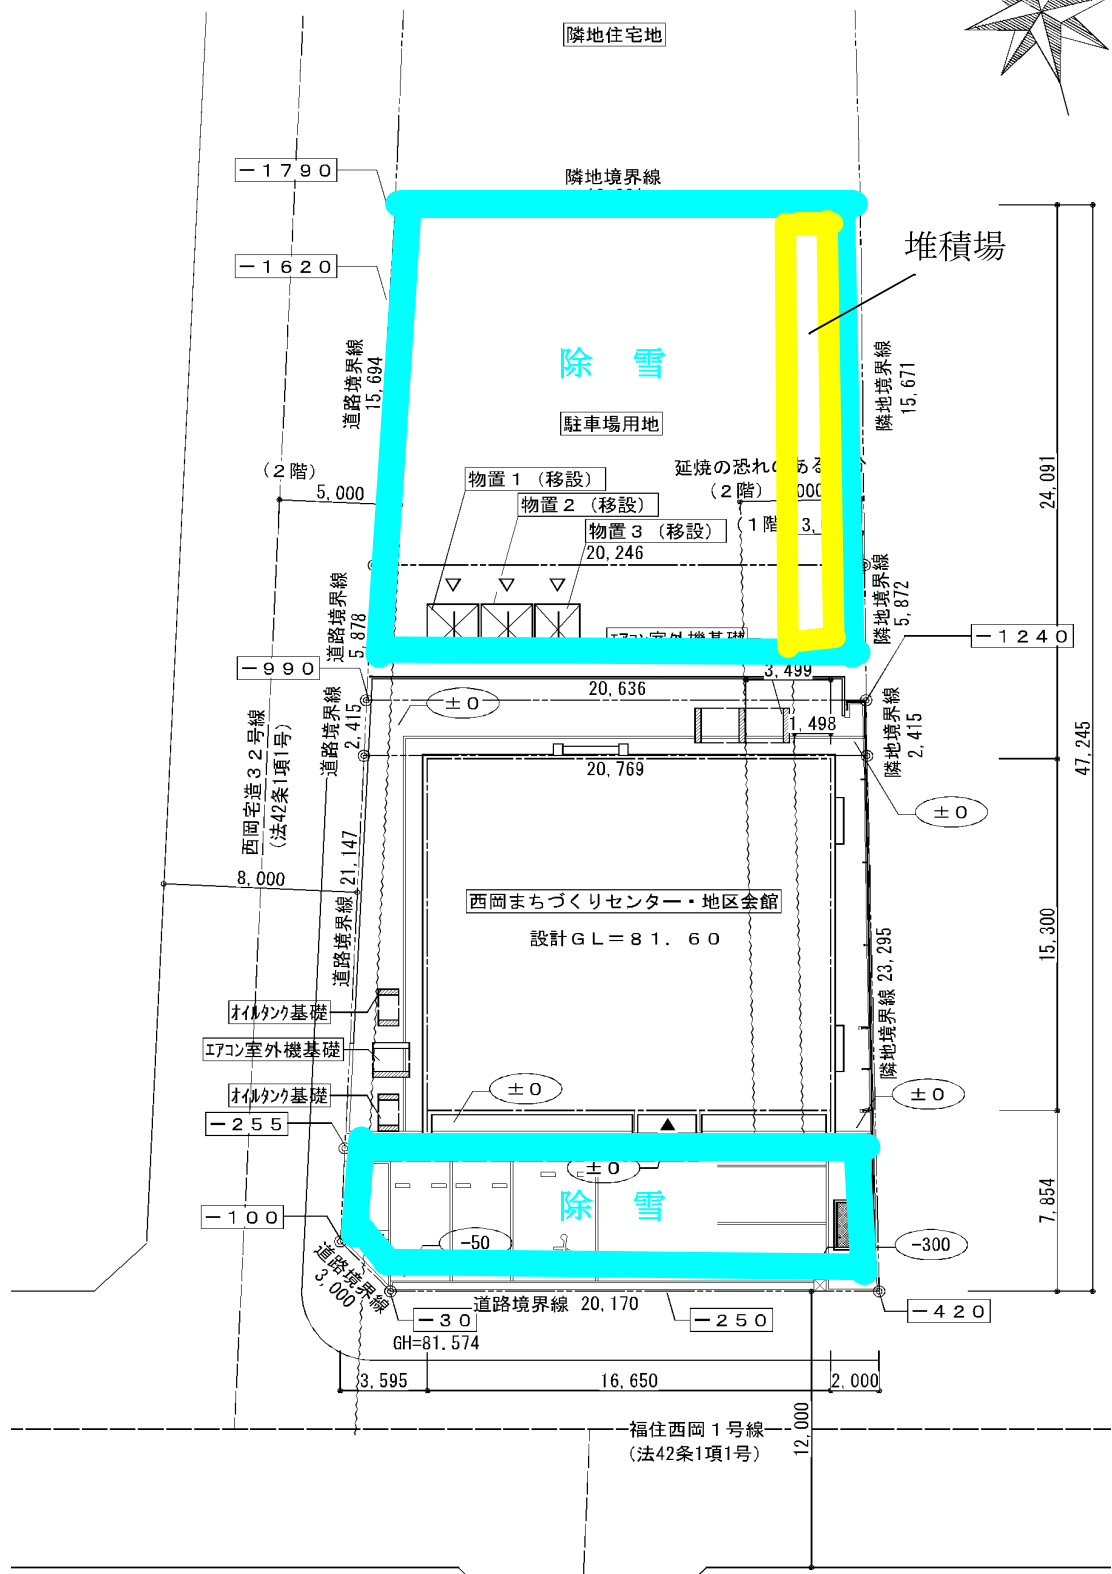 隣地住宅地
－１７９０
隣地境界線
堆積場
－１６２０
道路境界線
15,694
除 雪
隣地境界線
15,671
駐車場用地
24,091
47,245
(２階)
5,000
物置１（移設）
物置２（移設）
物置３（移設）
延焼の恐れのある
(２階)
(１階
3,
20,246
道路境界線
5,878
隣地境界線
5,872
エアコン室外機基礎
－１２４０
－９９０
3,499
20,636
±０
道路境界線
2,415
1,498
隣地境界線
2,415
西岡宅造３２号線
(法42条1項1号)
20,769
±０
21,147
道路境界線
8,000
西岡まちづくりセンター・地区会館
設計ＧＬ＝８１．６０
15,300
隣地境界線 23,295
オイルタンク基礎
エアコン室外機基礎
オイルタンク基礎
±０
±０
－２５５
±０
除 雪
7,854
－１００
-50
-300
道路境界線
3,000
道路境界線 20,170
－３０
－２５０
－４２０
GH=81.574
3,595
16,650
2,000
12,000
福住西岡１号線
(法42条1項1号)